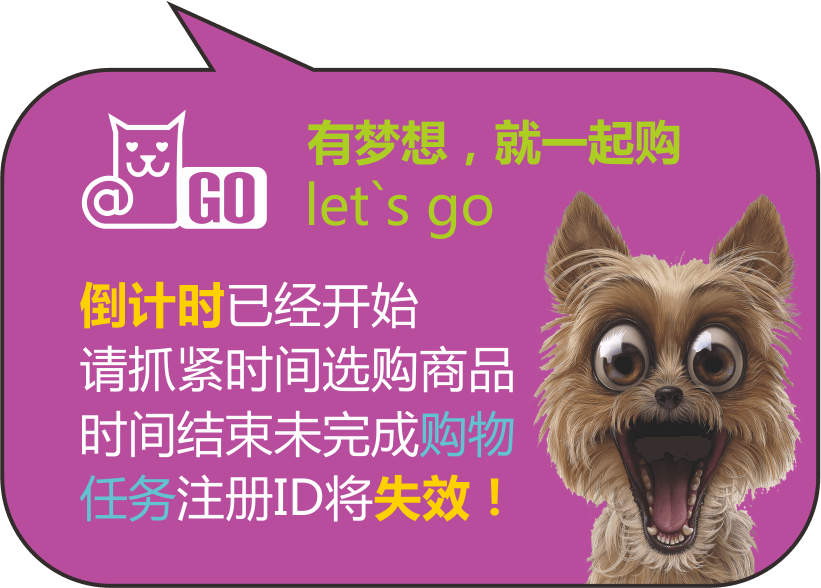 @GO
有梦想，就一起购
let`s go
倒计时已经开始
请抓紧时间选购商品
时间结束未完成购物
任务注册ID将失效！